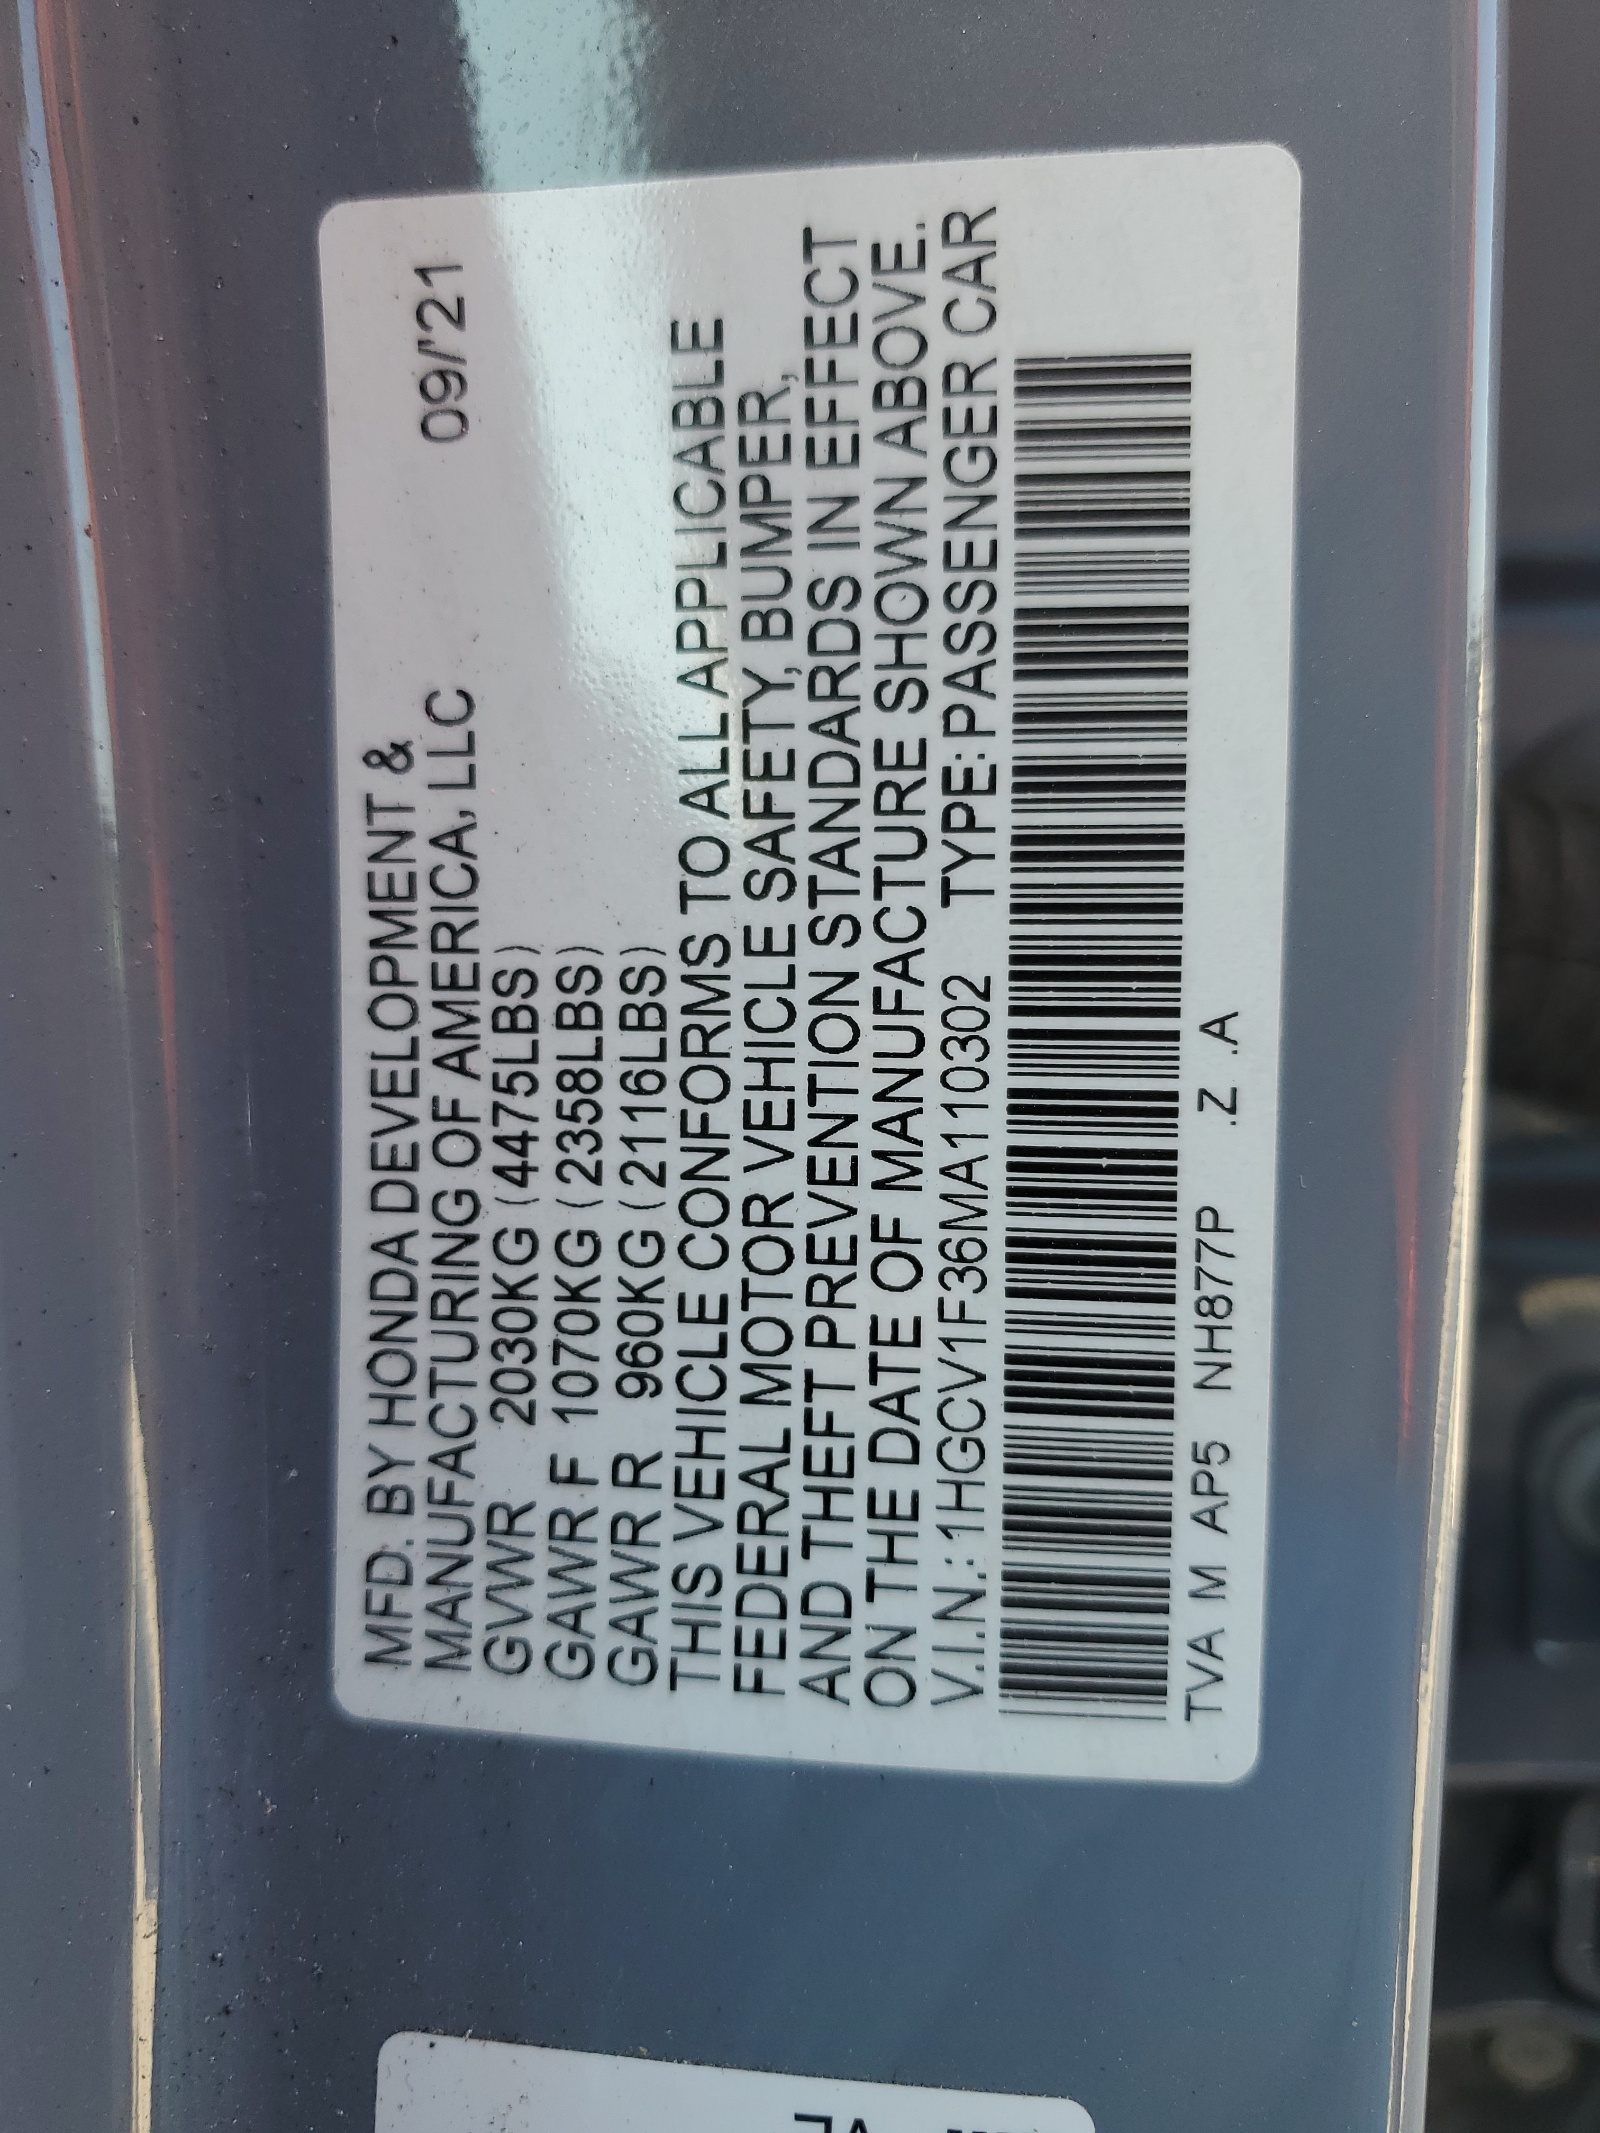 MFD. BY HONDA DEVELOPMENT &
MANUFACTURING OF AMERICA, LLC 09/'21
GVWR 2030KG (4475LBS)
GAWR F 1070KG (2358LBS)
GAWR R 960KG (2116LBS)
THIS VEHICLE CONFORMS TO ALL APPLICABLE
FEDERAL MOTOR VEHICLE SAFETY, BUMPER,
AND THEFT PREVENTION STANDARDS IN EFFECT
ON THE DATE OF MANUFACTURE SHOWN ABOVE.
V.I.N.: 1HGCV1F36MA110302 TYPE: PASSENGER CAR
TVA M AP5 NH877P .Z .A